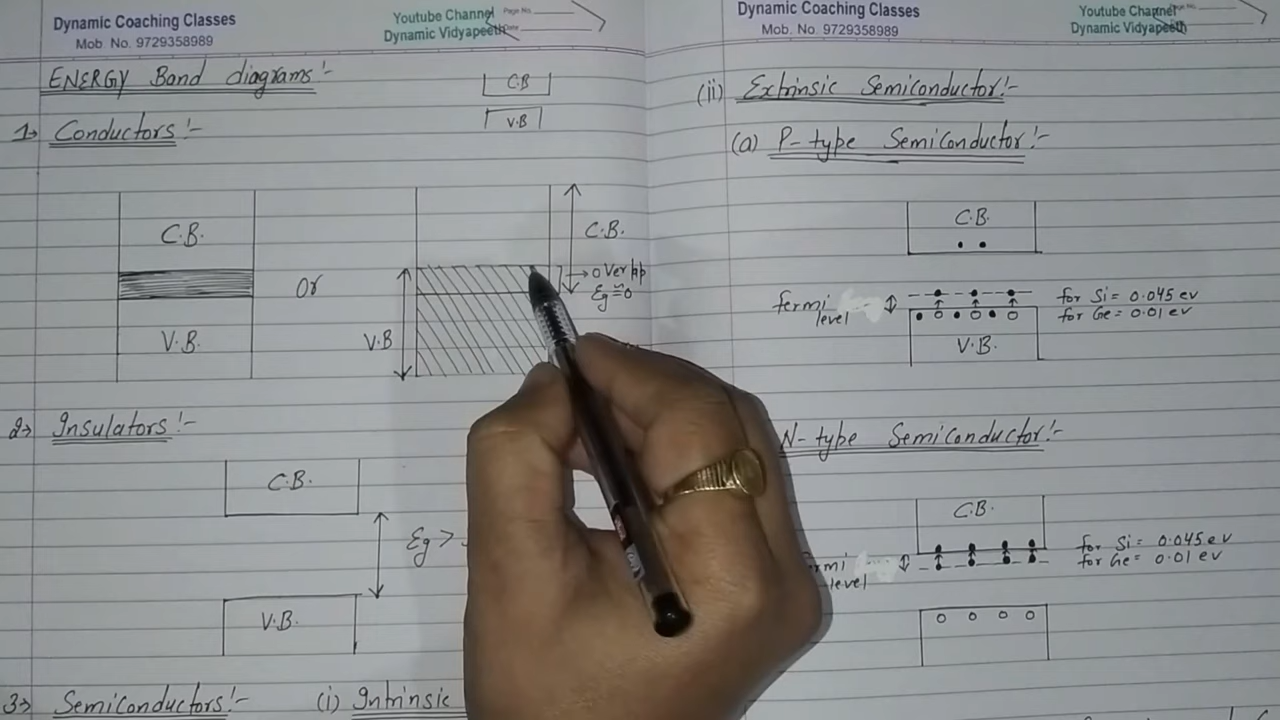 Dynamic Coaching Classes
Mob. No. 9729358989
Youtube Channel
Dynamic Vidyapeeth
Page No.
Date
ENERGY Band diagrams:-
C.B
V.B
1> Conductors:-
C.B.
V.B.
Or
V.B
C.B.
Eg ≃ 0
2> Insulators:-
C.B.
Eg >
V.B.
3> Semiconductors:- (i) Intrinsic
Dynamic Coaching Classes
Mob. No. 9729358989
Youtube Channel
Dynamic Vidyapeeth
(ii) Extrinsic Semiconductor:-
(a) P-type Semiconductor:-
C.B.
fermi level
for Si = 0.045 ev
for Ge = 0.01 ev
V.B.
N-type Semiconductor:-
C.B.
level
for Si = 0.045 ev
for Ge = 0.01 ev